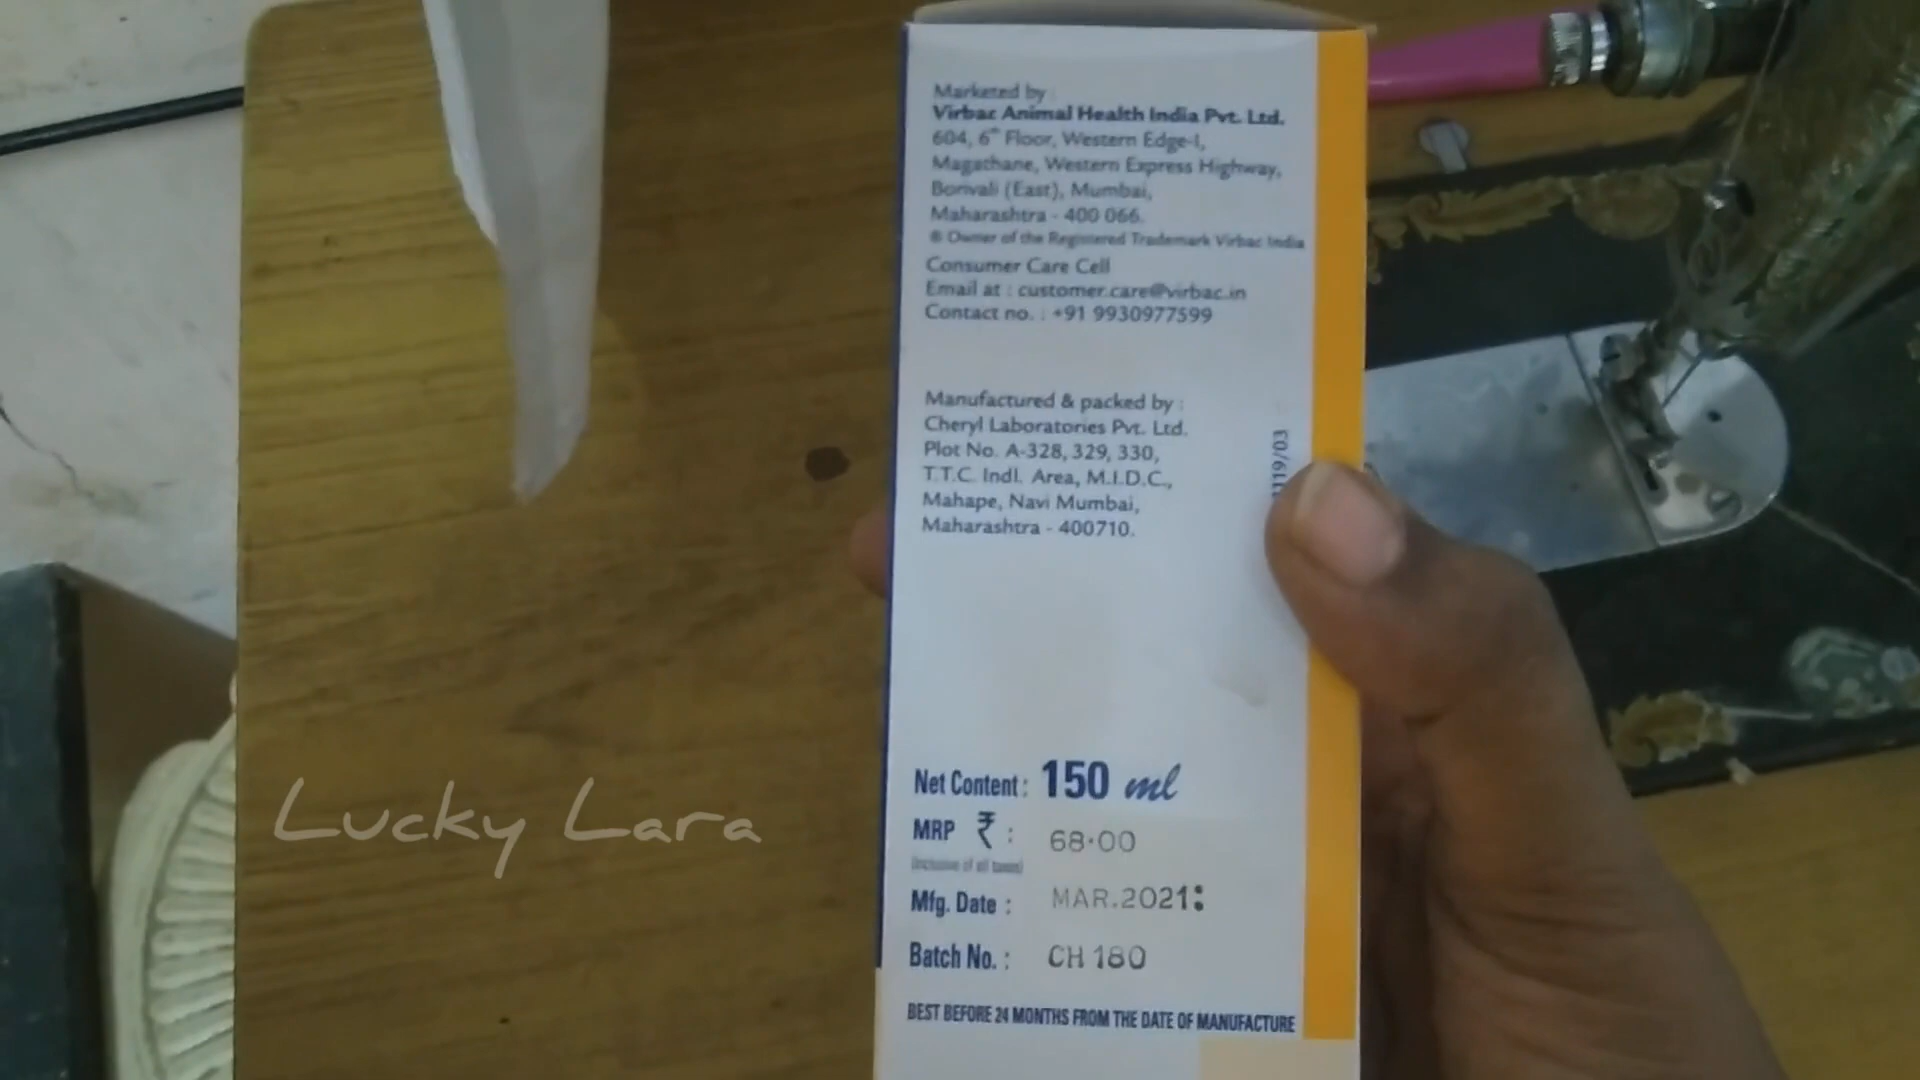 Marketed by :
Virbac Animal Health India Pvt. Ltd.
604, 6th Floor, Western Edge-I,
Magathane, Western Express Highway,
Borivali (East), Mumbai,
Maharashtra - 400 066.
® Owner of the Registered Trademark Virbac India
Consumer Care Cell
Email at : customer.care@virbac.in
Contact no. : +91 9930977599
Manufactured & packed by :
Cheryl Laboratories Pvt. Ltd.
Plot No. A-328, 329, 330,
T.T.C. Indl. Area, M.I.D.C.,
Mahape, Navi Mumbai,
Maharashtra - 400710.
Net Content : 150 ml
MRP ₹ : 68.00
(Inclusive of all taxes)
Mfg. Date : MAR.2021:
Batch No. : CH 180
BEST BEFORE 24 MONTHS FROM THE DATE OF MANUFACTURE
Lucky Lara